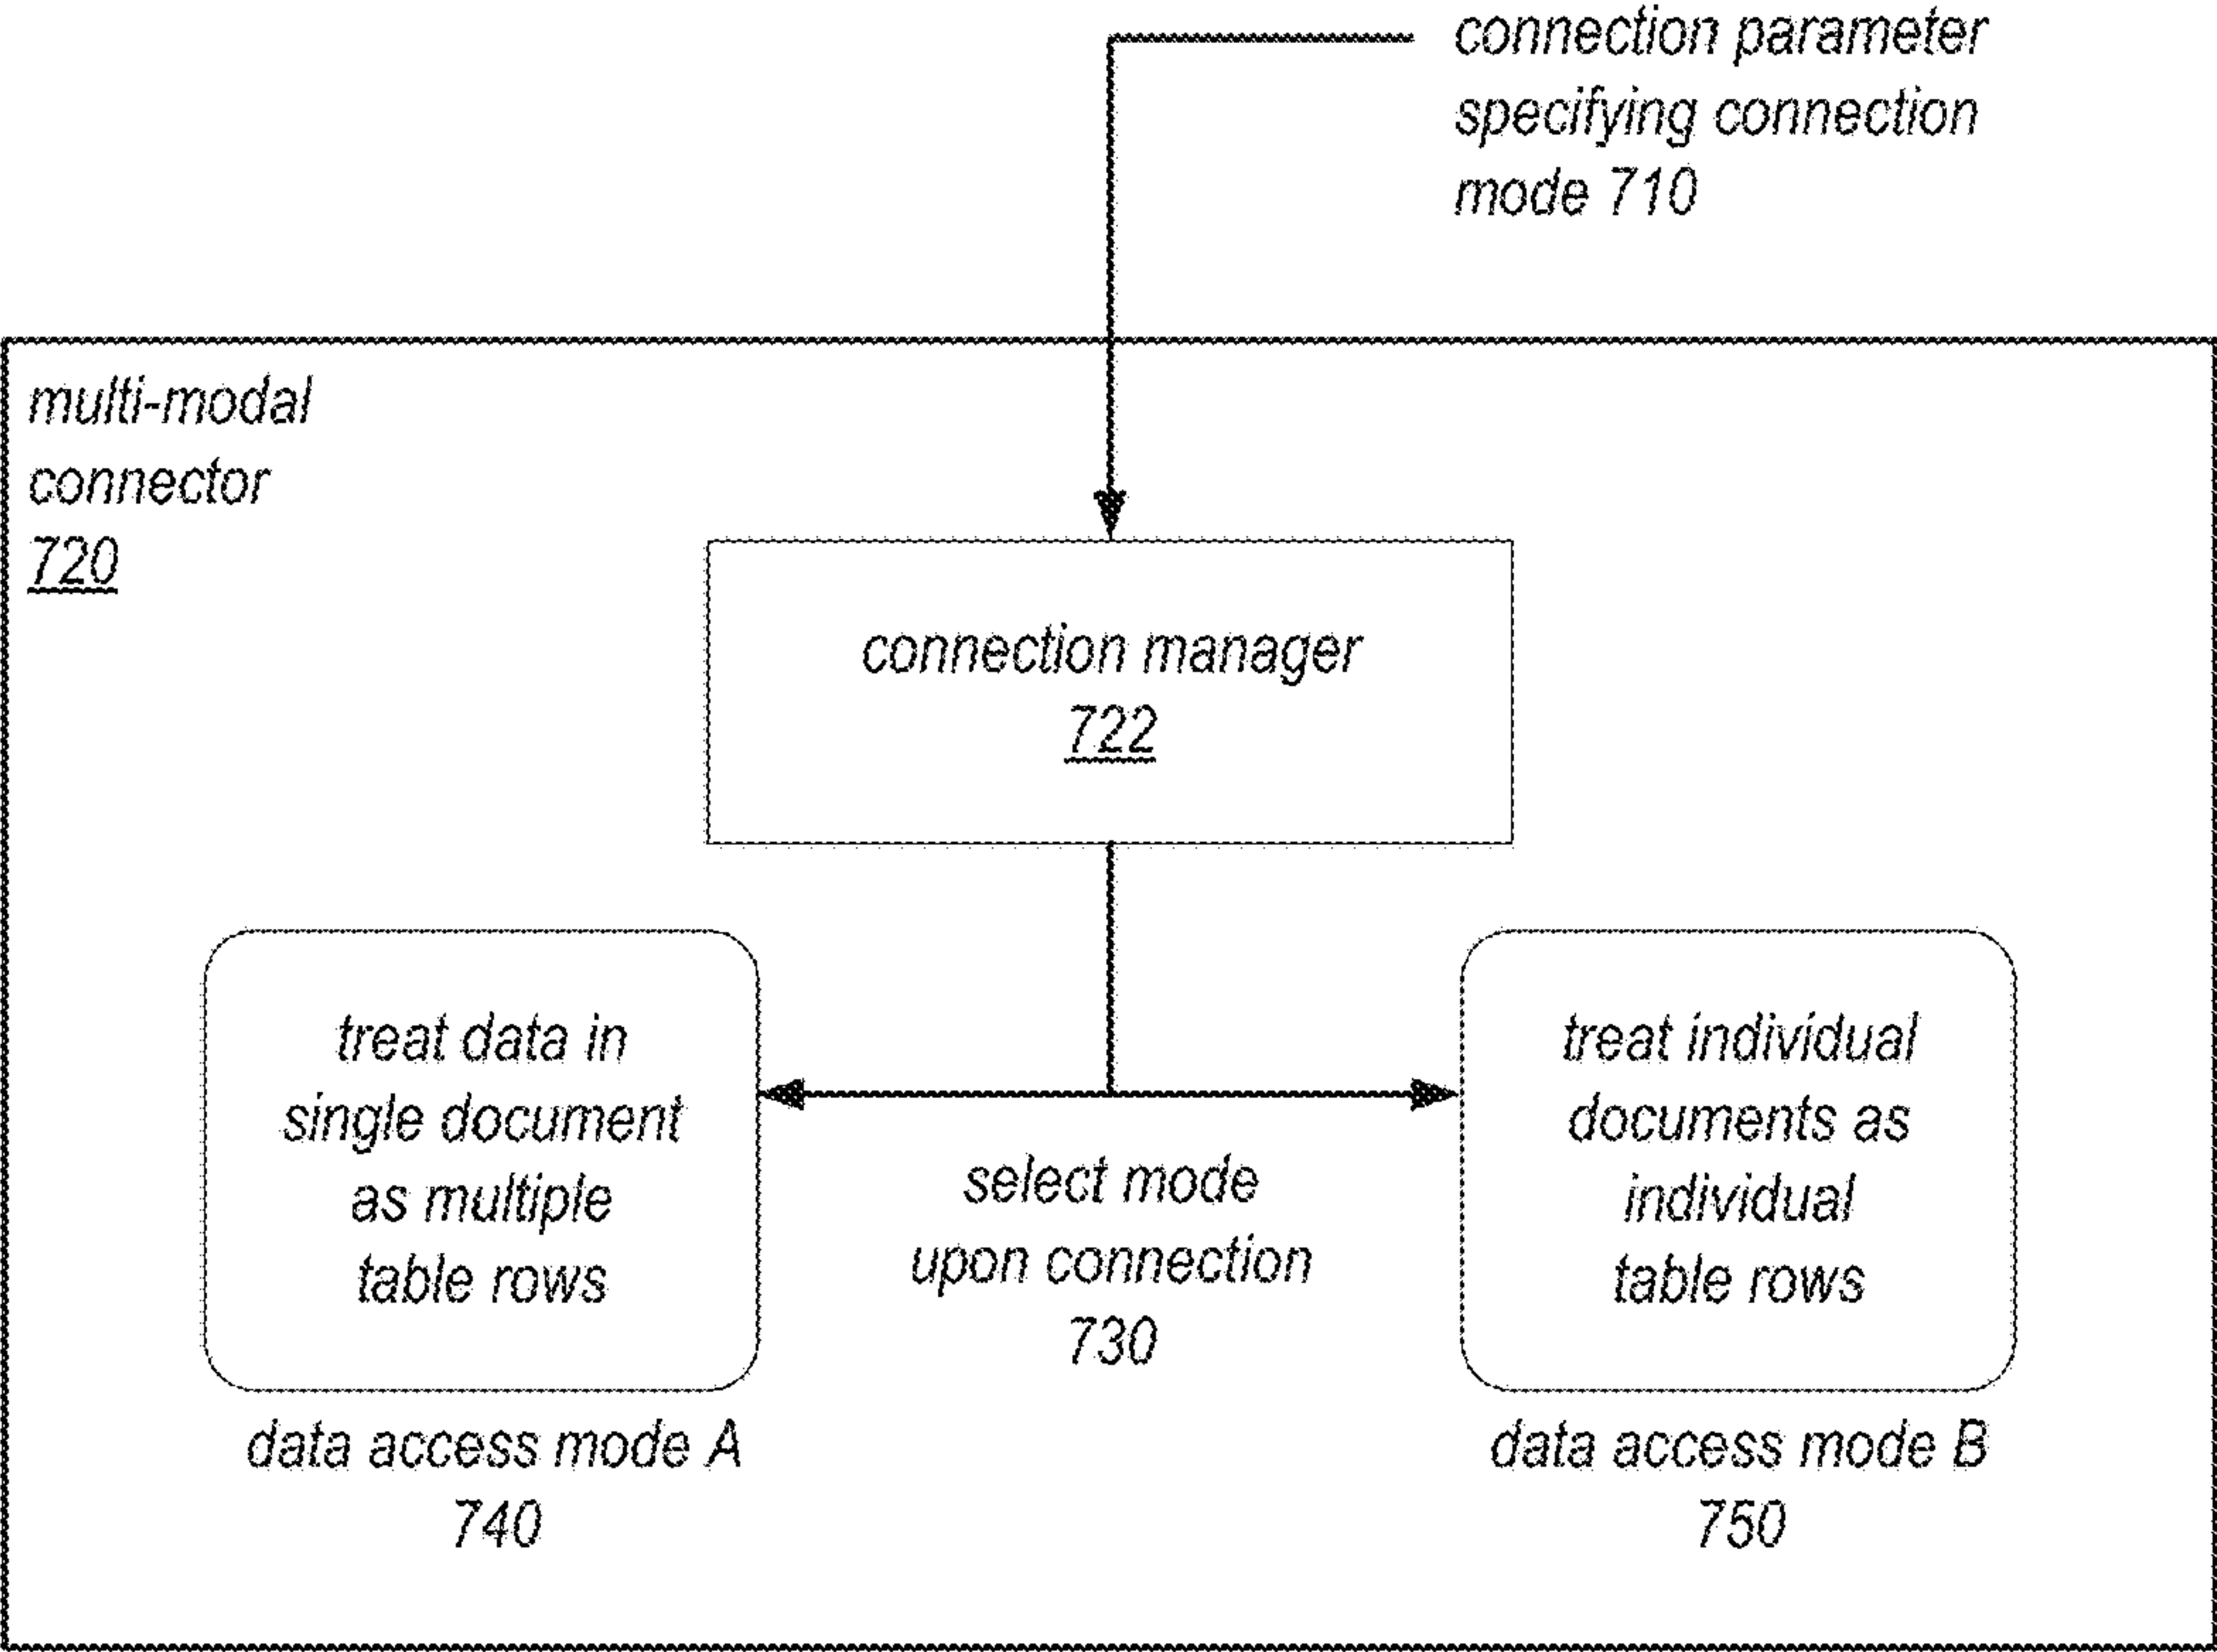 connection parameter
specifying connection
mode 710
multi-modal
connector
720
connection manager
722
treat data in
single document
as multiple
table rows
data access mode A
740
select mode
upon connection
730
treat individual
documents as
individual
table rows
data access mode B
750